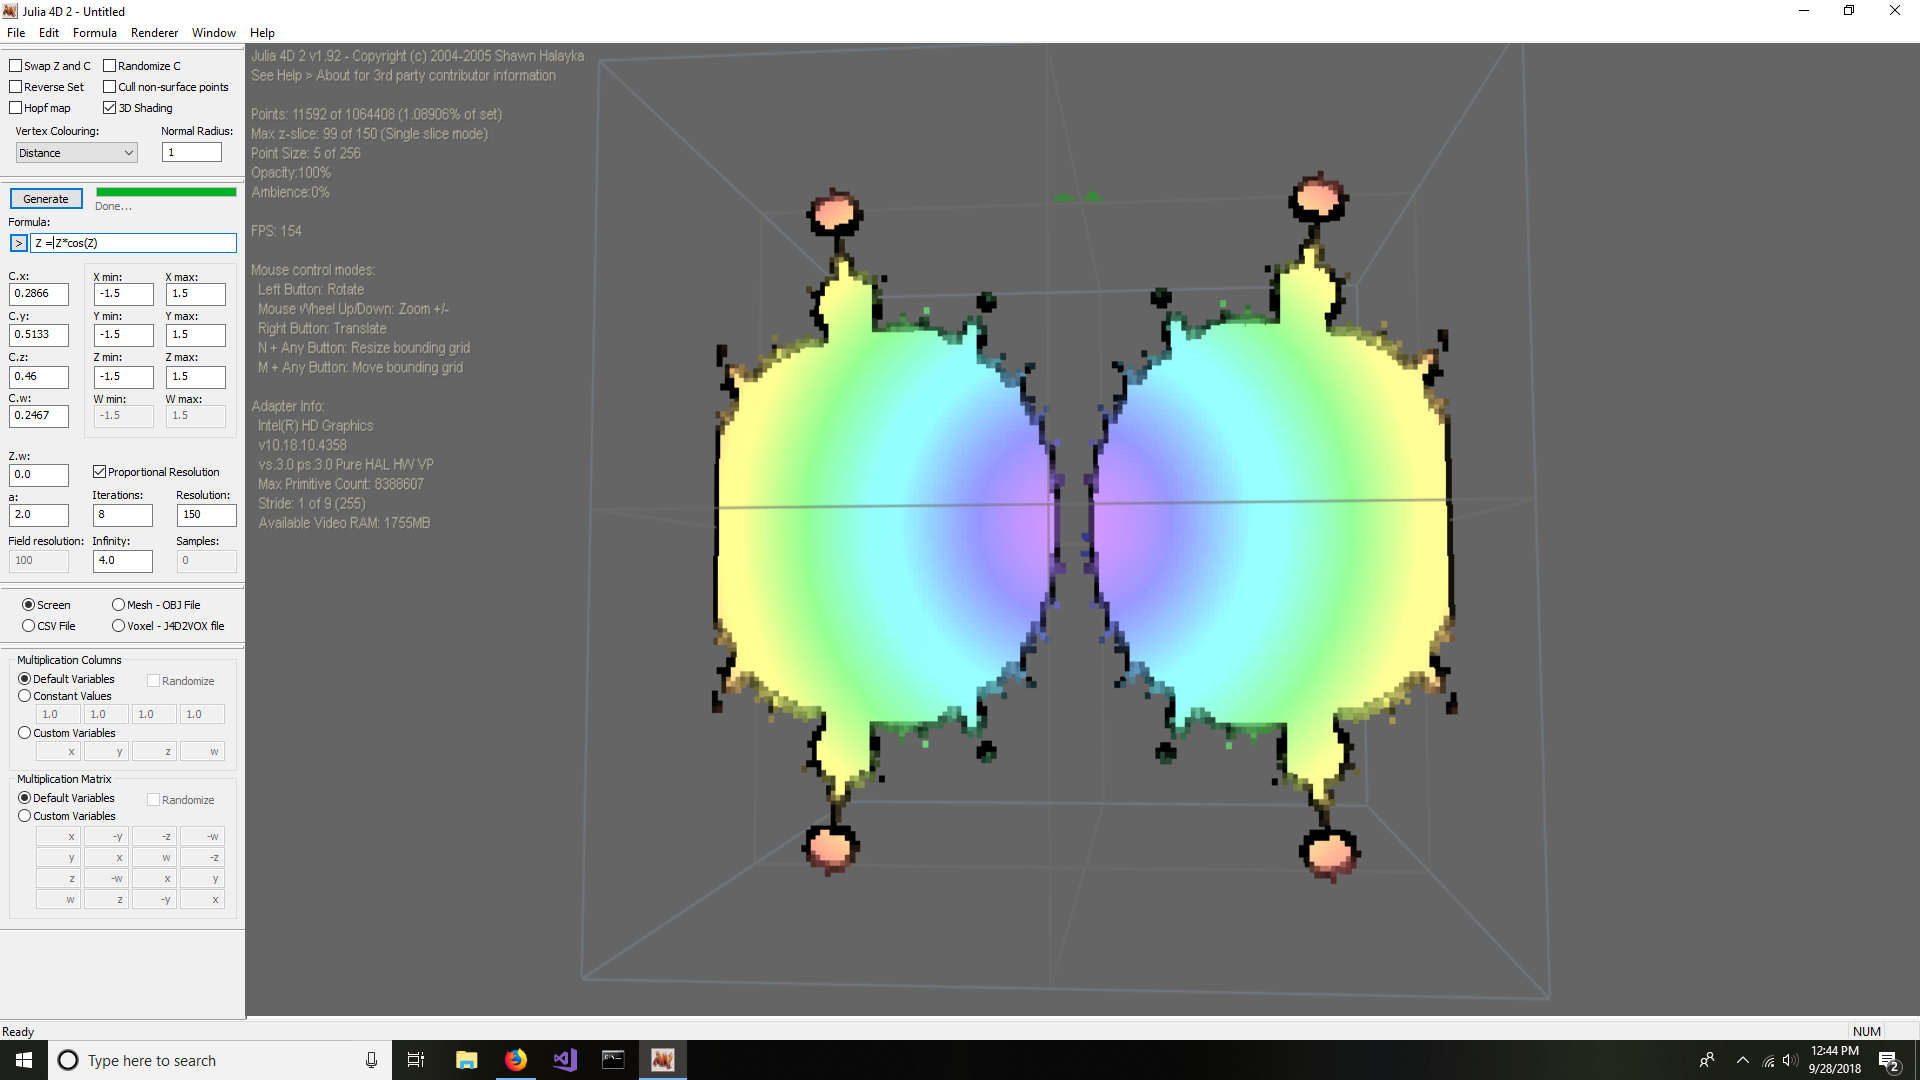 Julia 4D 2 - Untitled
File Edit Formula Renderer Window Help
Swap Z and C Randomize C
Reverse Set Cull non-surface points
Hopf map 3D Shading
Vertex Colouring: Normal Radius:
Distance 1
Generate Done...
Formula:
> Z = Z*cos(Z)
C.x: X min: X max:
0.2866 -1.5 1.5
C.y: Y min: Y max:
0.5133 -1.5 1.5
C.z: Z min: Z max:
0.46 -1.5 1.5
C.w: W min: W max:
0.2467 -1.5 1.5
Z.w:
0.0 Proportional Resolution
a: Iterations: Resolution:
2.0 8 150
Field resolution: Infinity: Samples:
100 4.0 0
Screen Mesh - OBJ File
CSV File Voxel - J4D2VOX file
Multiplication Columns
Default Variables Randomize
Constant Values
1.0 1.0 1.0 1.0
Custom Variables
x y z w
Multiplication Matrix
Default Variables Randomize
Custom Variables
x -y -z -w
y x w -z
z -w x y
w z -y x
Julia 4D 2 v1.92 - Copyright (c) 2004-2005 Shawn Halayka
See Help > About for 3rd party contributor information
Points: 11592 of 1064408 (1.08906% of set)
Max z-slice: 99 of 150 (Single slice mode)
Point Size: 5 of 256
Opacity:100%
Ambience:0%
FPS: 154
Mouse control modes:
Left Button: Rotate
Mouse Wheel Up/Down: Zoom +/-
Right Button: Translate
N + Any Button: Resize bounding grid
M + Any Button: Move bounding grid
Adapter Info:
Intel(R) HD Graphics
v10.18.10.4358
vs.3.0 ps.3.0 Pure HAL HW VP
Max Primitive Count: 8388607
Stride: 1 of 9 (255)
Available Video RAM: 1755MB
Ready NUM
Type here to search
12:44 PM
9/28/2018
2